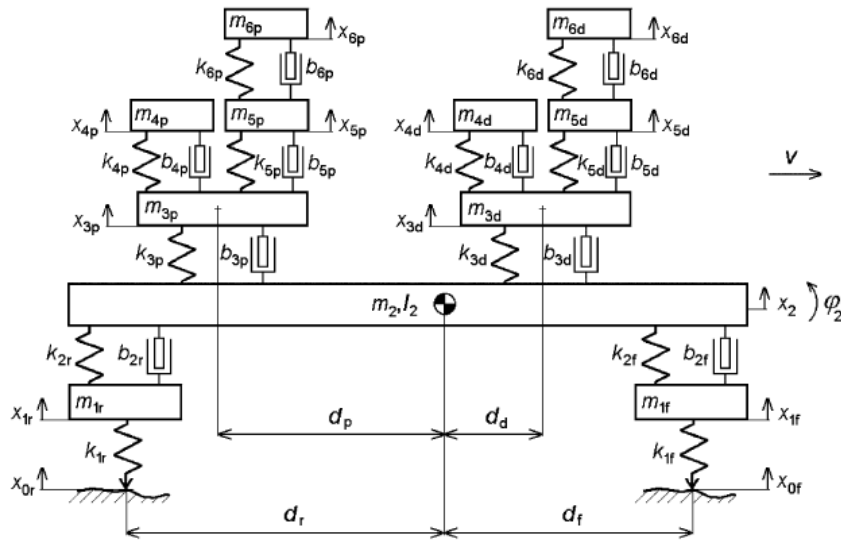 m6p x6p m6d x6d
k6p b6p k6d b6d
x4p m4p m5p x5p x4d m4d m5d x5d
k4p b4p k5p b5p k4d b4d k5d b5d v
m3p m3d
x3p x3d
k3p b3p k3d b3d
m2,I2 x2 φ2
k2r b2r k2f b2f
m1r m1f
x1r dp dd x1f
k1r k1f
x0r x0f
dr df